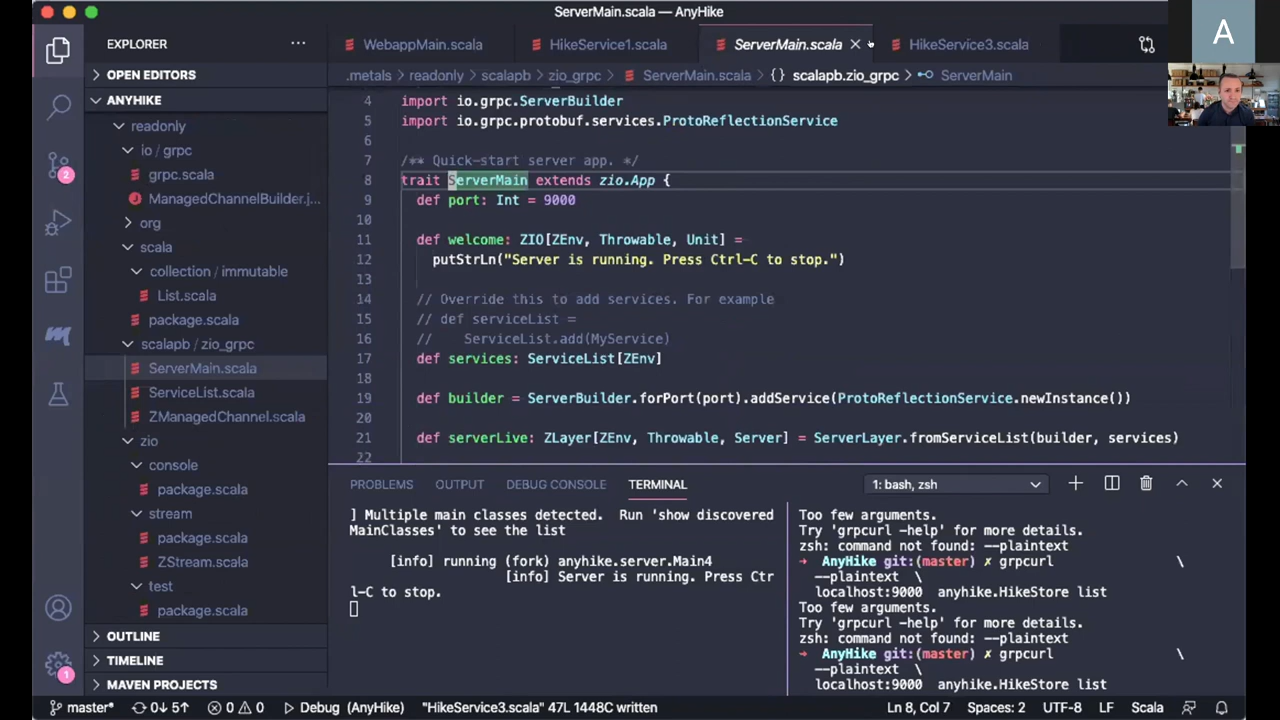 ServerMain.scala — AnyHike
EXPLORER
OPEN EDITORS
ANYHIKE
readonly
io / grpc
grpc.scala
ManagedChannelBuilder.j...
org
scala
collection / immutable
List.scala
package.scala
scalapb / zio_grpc
ServerMain.scala
ServiceList.scala
ZManagedChannel.scala
zio
console
package.scala
stream
package.scala
ZStream.scala
test
package.scala
OUTLINE
TIMELINE
MAVEN PROJECTS
WebappMain.scala HikeService1.scala ServerMain.scala HikeService3.scala
.metals readonly scalapb zio_grpc ServerMain.scala {} scalapb.zio_grpc ServerMain
4 import io.grpc.ServerBuilder
5 import io.grpc.protobuf.services.ProtoReflectionService
6
7 /** Quick-start server app. */
8 trait ServerMain extends zio.App {
9 def port: Int = 9000
10
11 def welcome: ZIO[ZEnv, Throwable, Unit] =
12 putStrLn("Server is running. Press Ctrl-C to stop.")
13
14 // Override this to add services. For example
15 // def serviceList =
16 // ServiceList.add(MyService)
17 def services: ServiceList[ZEnv]
18
19 def builder = ServerBuilder.forPort(port).addService(ProtoReflectionService.newInstance())
20
21 def serverLive: ZLayer[ZEnv, Throwable, Server] = ServerLayer.fromServiceList(builder, services)
22
A
PROBLEMS OUTPUT DEBUG CONSOLE TERMINAL 1: bash, zsh
] Multiple main classes detected. Run 'show discovered
MainClasses' to see the list
[info] running (fork) anyhike.server.Main4
[info] Server is running. Press Ctr
l-C to stop.
Too few arguments.
Try 'grpcurl -help' for more details.
zsh: command not found: --plaintext
➜ AnyHike git:(master) ✗ grpcurl \
--plaintext \
localhost:9000 anyhike.HikeStore list
Too few arguments.
Try 'grpcurl -help' for more details.
zsh: command not found: --plaintext
➜ AnyHike git:(master) ✗ grpcurl \
--plaintext \
localhost:9000 anyhike.HikeStore list
2
1
master* 0↓ 5↑ 0 0 Debug (AnyHike) "HikeService3.scala" 47L 1448C written Ln 8, Col 7 Spaces: 2 UTF-8 LF Scala